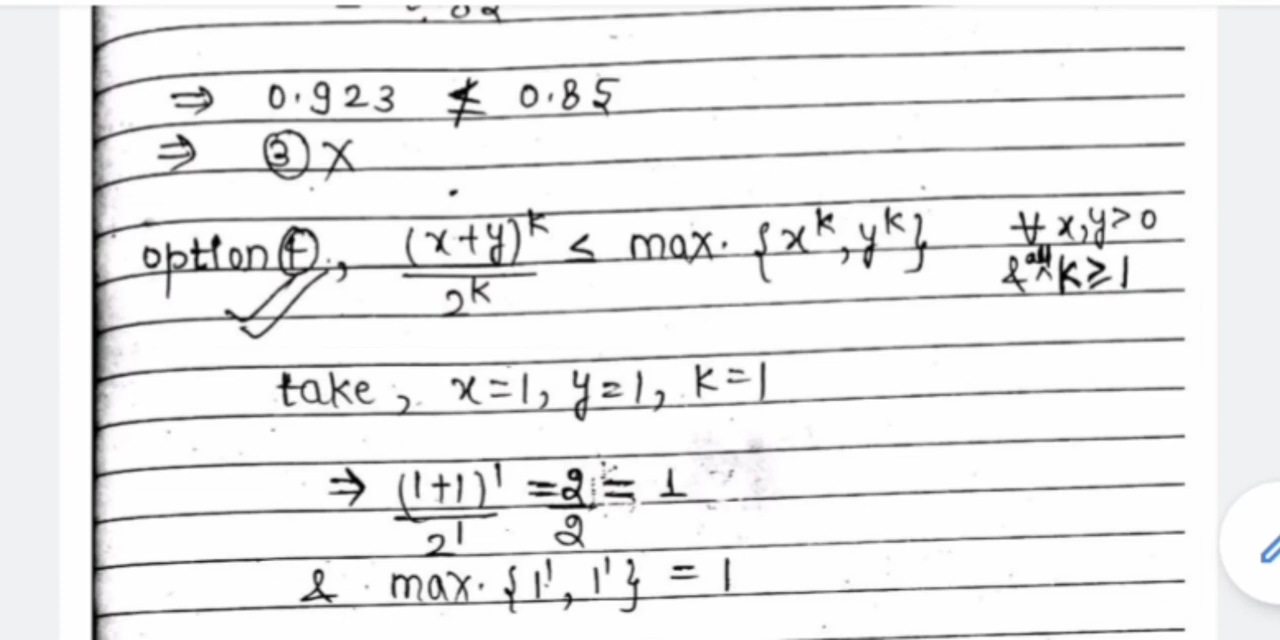 ⇒ 0.923 ≰ 0.85
⇒ ③ X
option ④, (x+y)^k / 2^k ≤ max. {x^k, y^k} ∀ x,y>0
& all k ≥ 1
take, x=1, y=1, k=1
⇒ (1+1)^1 / 2^1 = 2/2 = 1
& max. {1^1, 1^1} = 1